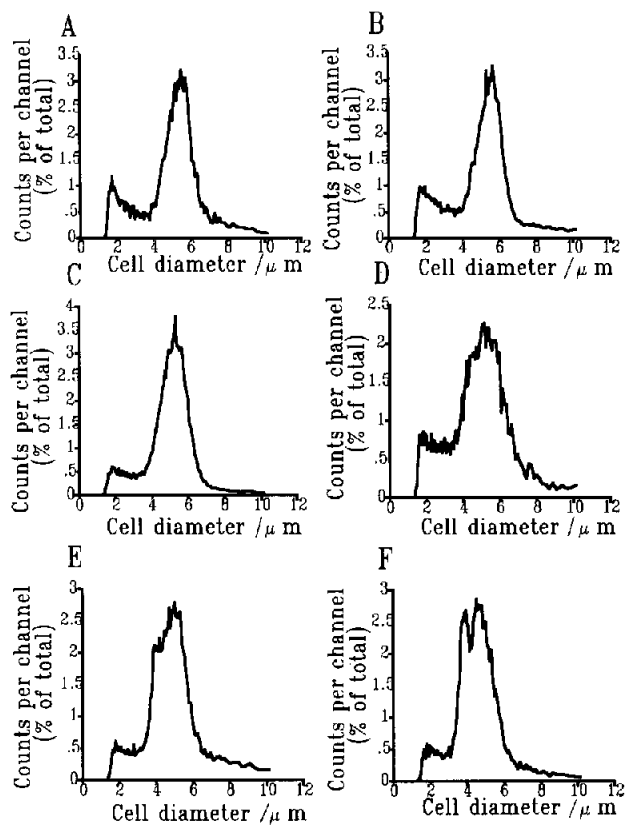 A
Counts per channel
(% of total)
3.5
3
2.5
2
1.5
1
.5
0
0 2 4 6 8 10 12
Cell diameter /μ m
B
Counts per channel
(% of total)
3.5
3
2.5
2
1.5
1
.5
0
0 2 4 6 8 10 12
Cell diameter /μ m
C
Counts per channel
(% of total)
4
3.5
3
2.5
2
1.5
1
.5
0
0 2 4 6 8 10 12
Cell diameter /μ m
D
Counts per channel
(% of total)
2.5
2
1.5
1
.5
0
0 2 4 6 8 10 12
Cell diameter /μ m
E
Counts per channel
(% of total)
3
2.5
2
1.5
1
.5
0
0 2 4 6 8 10 12
Cell diameter /μ m
F
Counts per channel
(% of total)
3
2.5
2
1.5
1
.5
0
0 2 4 6 8 10 12
Cell diameter /μ m